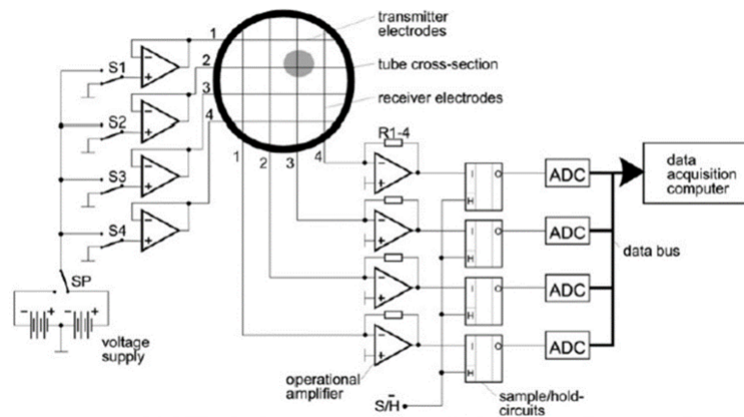 transmitter
electrodes
tube cross-section
receiver electrodes
S1
S2
S3
S4
SP
1
2
3
4
1
2
3
4
- + - +
- + - +
- + - +
- + - +
- + - +
voltage
supply
R1-4
- +
- +
- +
- +
I O
H
I O
H
I O
H
I O
H
ADC
ADC
ADC
ADC
data
acquisition
computer
data bus
operational
amplifier
S/H̅
sample/hold-
circuits